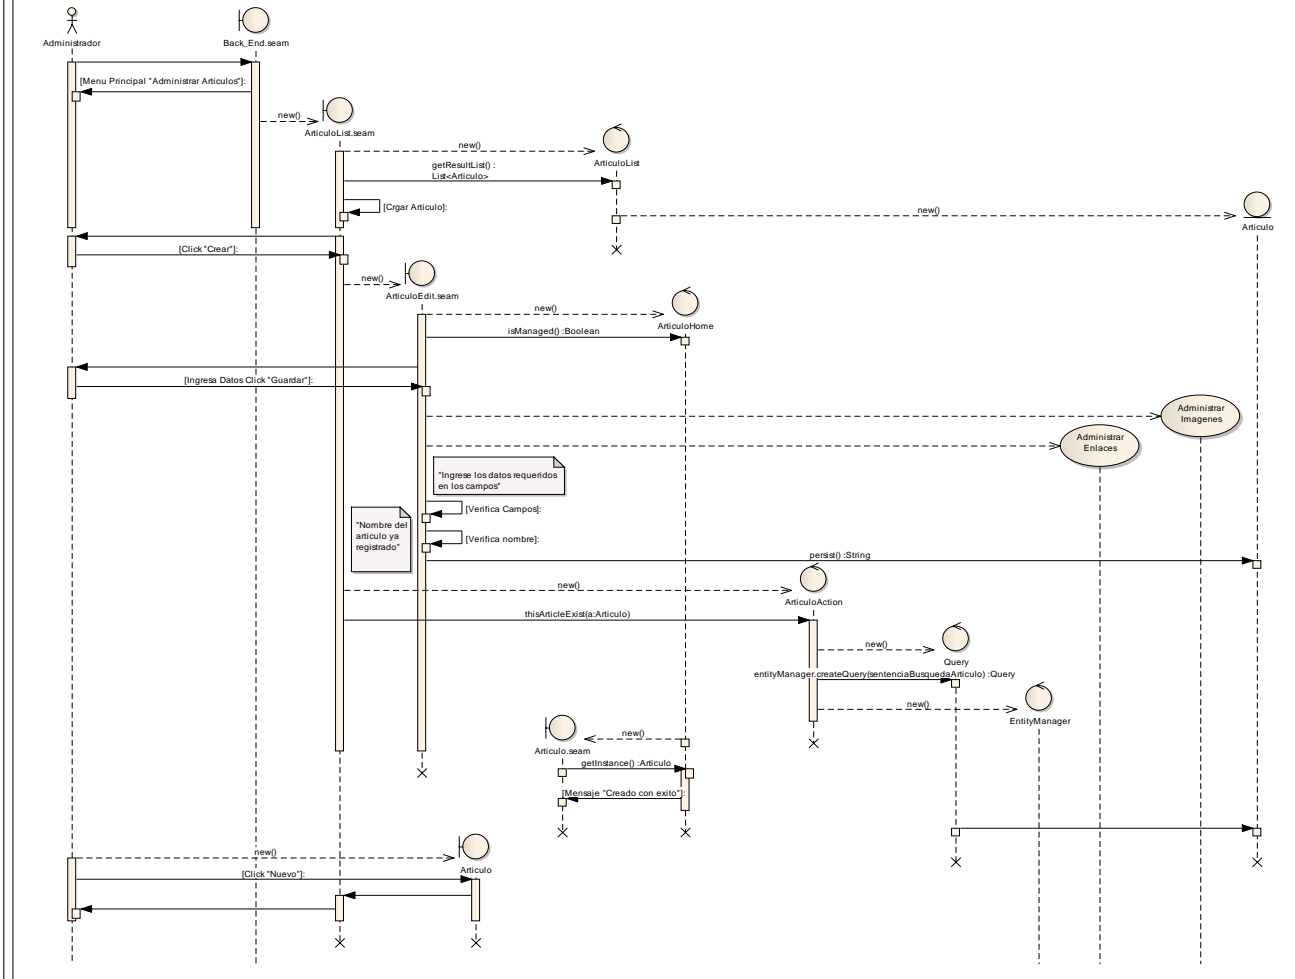 Administrador
Back_End.seam
[Menu Principal "Administrar Articulos"]:
new()
ArticuloList.seam
new()
ArticuloList
getResultList() :
List<Articulo>
[Crgar Articulo]:
new()
Articulo
[Click "Crear"]:
new()
ArticuloEdit.seam
new()
ArticuloHome
isManaged() :Boolean
[Ingresa Datos Click "Guardar"]:
Administrar
Imagenes
Administrar
Enlaces
"Ingrese los datos requeridos
en los campos"
[Verifica Campos]:
"Nombre del
articulo ya
registrado"
[Verifica nombre]:
persist() :String
new()
ArticuloAction
thisArticleExist(a:Articulo)
new()
Query
entityManager.createQuery(sentenciaBusquedaArticulo) :Query
new()
EntityManager
new()
Articulo.seam
getInstance() :Articulo
[Mensaje "Creado con exito"]:
new()
Articulo
[Click "Nuevo"]: